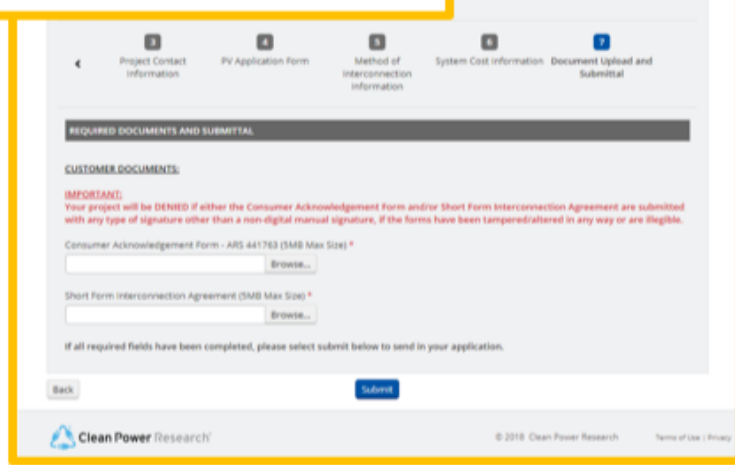 3 4 5 6 7
Project Contact Information
PV Application Form
Method of Interconnection Information
System Cost Information
Document Upload and Submittal
REQUIRED DOCUMENTS AND SUBMITTAL
CUSTOMER DOCUMENTS:
IMPORTANT:
Your project will be DENIED if either the Consumer Acknowledgement Form and/or Short Form Interconnection Agreement are submitted
with any type of signature other than a non-digital manual signature, if the forms have been tampered/altered in any way or are illegible.
Consumer Acknowledgement Form - ARS 441763 (5MB Max Size) *
Browse...
Short Form Interconnection Agreement (5MB Max Size) *
Browse...
If all required fields have been completed, please select submit below to send in your application.
Back Submit
Clean Power Research © 2018 Clean Power Research Terms of Use | Privacy